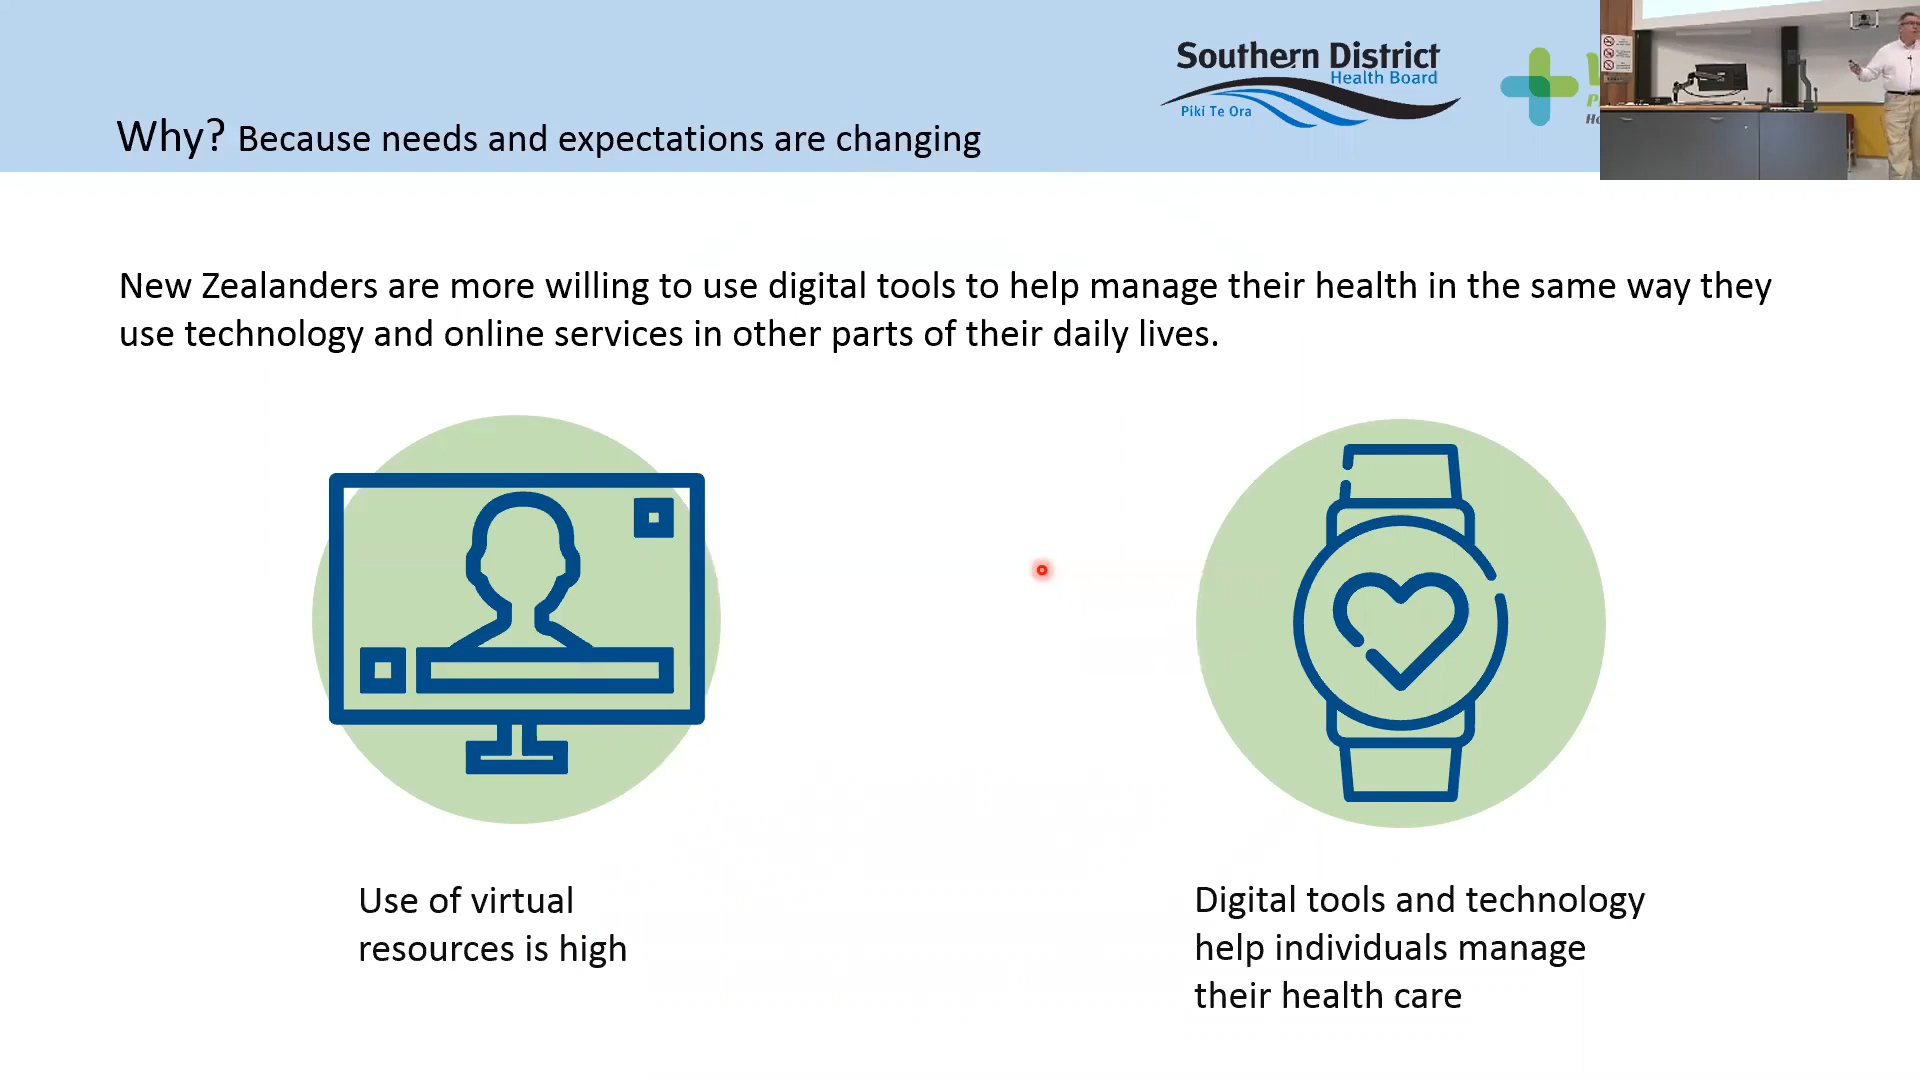 Southern District
Health Board
Piki Te Ora
Why? Because needs and expectations are changing
New Zealanders are more willing to use digital tools to help manage their health in the same way they
use technology and online services in other parts of their daily lives.
Use of virtual
resources is high
Digital tools and technology
help individuals manage
their health care